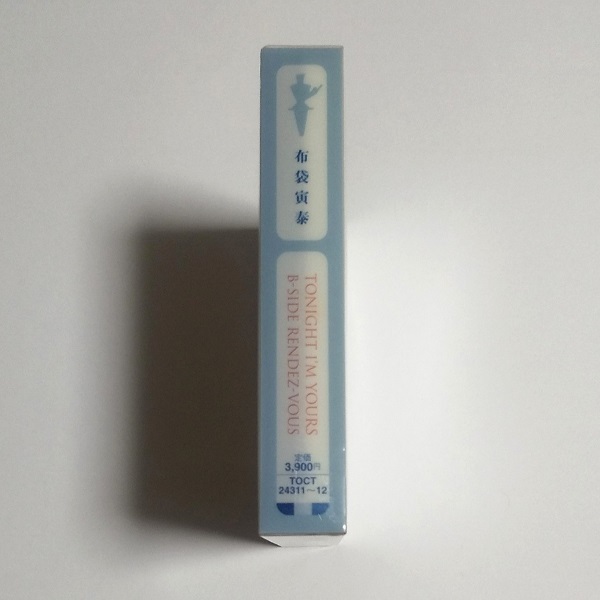 布袋寅泰
TONIGHT I'M YOURS
B-SIDE RENDEZ-VOUS
定価
3,900円
TOCT
24311〜12